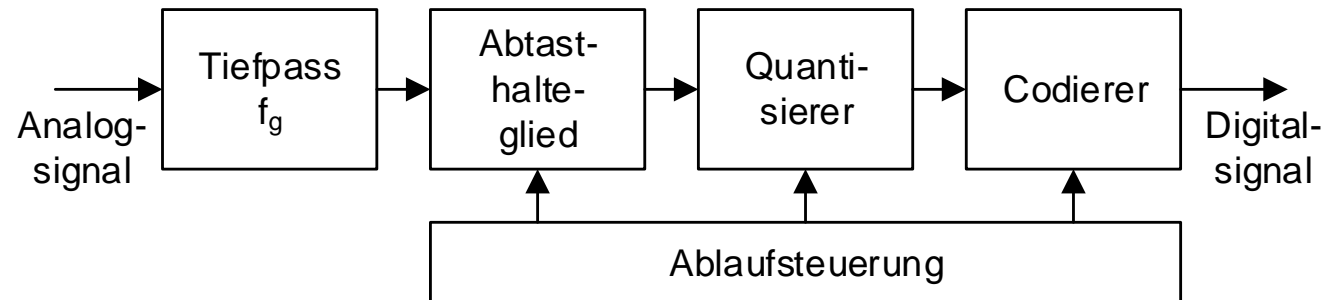 Analog-
signal
Tiefpass
fg
Abtast-
halte-
glied
Quanti-
sierer
Codierer
Digital-
signal
Ablaufsteuerung